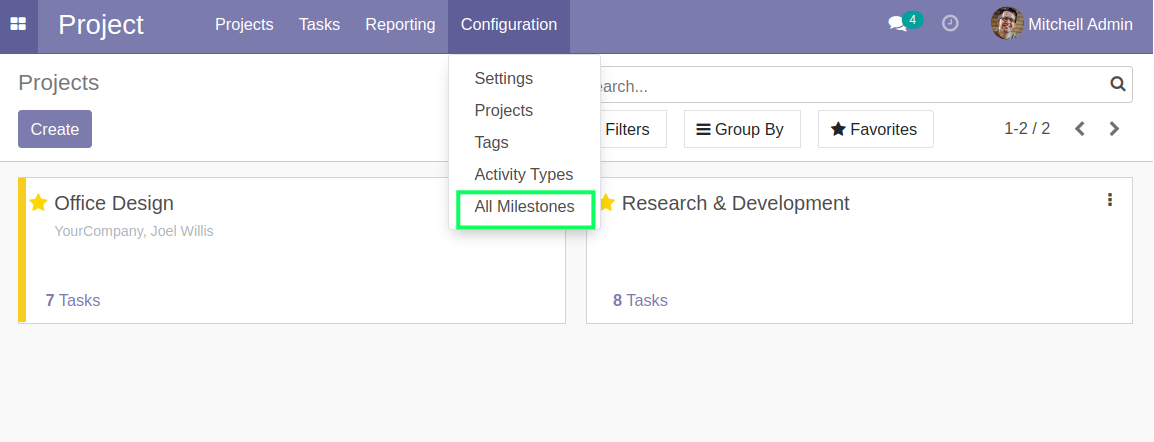 Project Projects Tasks Reporting Configuration 4 Mitchell Admin
Projects
Settings
Projects
Tags
Activity Types
All Milestones
earch...
Create
Filters Group By Favorites 1-2 / 2
Office Design
YourCompany, Joel Willis
7 Tasks
Research & Development
8 Tasks